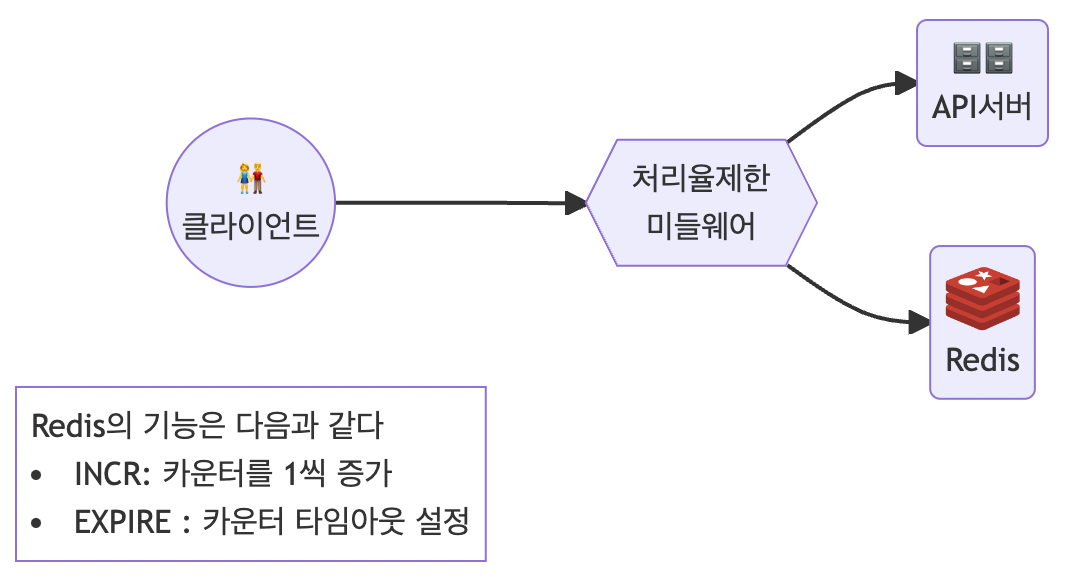 클라이언트
처리율제한
미들웨어
API서버
Redis
Redis의 기능은 다음과 같다
• INCR: 카운터를 1씩 증가
• EXPIRE : 카운터 타임아웃 설정